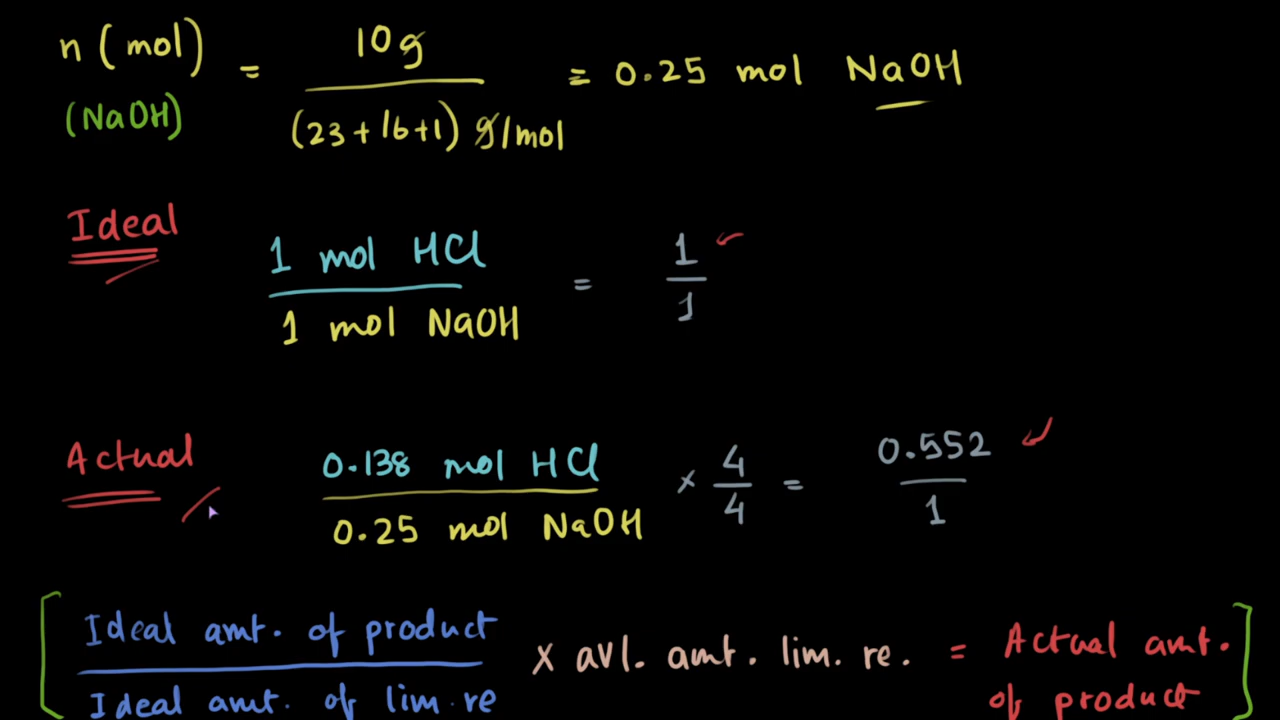 n (mol) = 10g / (23+16+1) g/mol = 0.25 mol NaOH
(NaOH)
Ideal
1 mol HCl / 1 mol NaOH = 1/1
Actual
0.138 mol HCl / 0.25 mol NaOH × 4/4 = 0.552/1
[Ideal amt. of product / Ideal amt. of lim.re x avl. amt. lim. re. = Actual amt. of product]